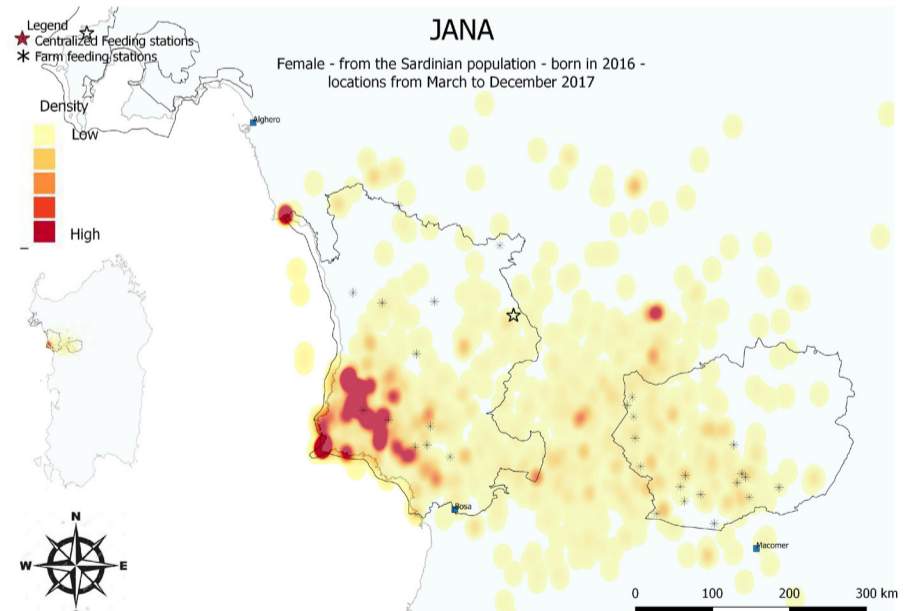 JANA
Female - from the Sardinian population - born in 2016 -
locations from March to December 2017
Legend
Centralized Feeding stations
Farm feeding stations
Density
Low
High
Alghero
Bosa
Macomer
N
W
E
S
0 100 200 300 km